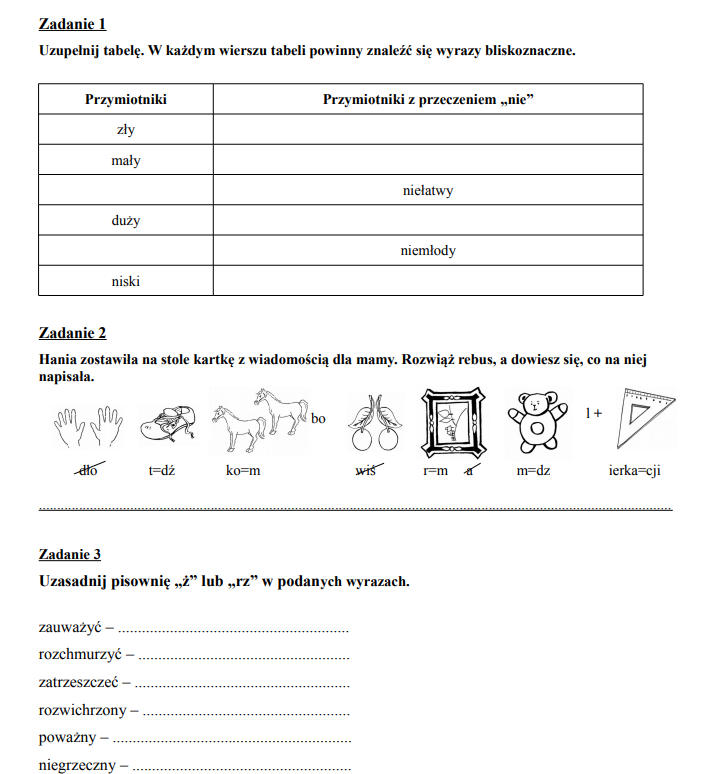 Zadanie 1
Uzupełnij tabelę. W każdym wierszu tabeli powinny znaleźć się wyrazy bliskoznaczne.
Przymiotniki Przymiotniki z przeczeniem „nie”
zły
mały
niełatwy
duży
niemłody
niski
Zadanie 2
Hania zostawiła na stole kartkę z wiadomością dla mamy. Rozwiąż rebus, a dowiesz się, co na niej
napisała.
bo l +
dło t=dź ko=m wiś r=m a m=dz ierka=cji
Zadanie 3
Uzasadnij pisownię „ż” lub „rz” w podanych wyrazach.
zauważyć – ..........................................................
rozchmurzyć – .....................................................
zatrzeszczeć – ......................................................
rozwichrzony – ....................................................
poważny – ............................................................
niegrzeczny – .......................................................